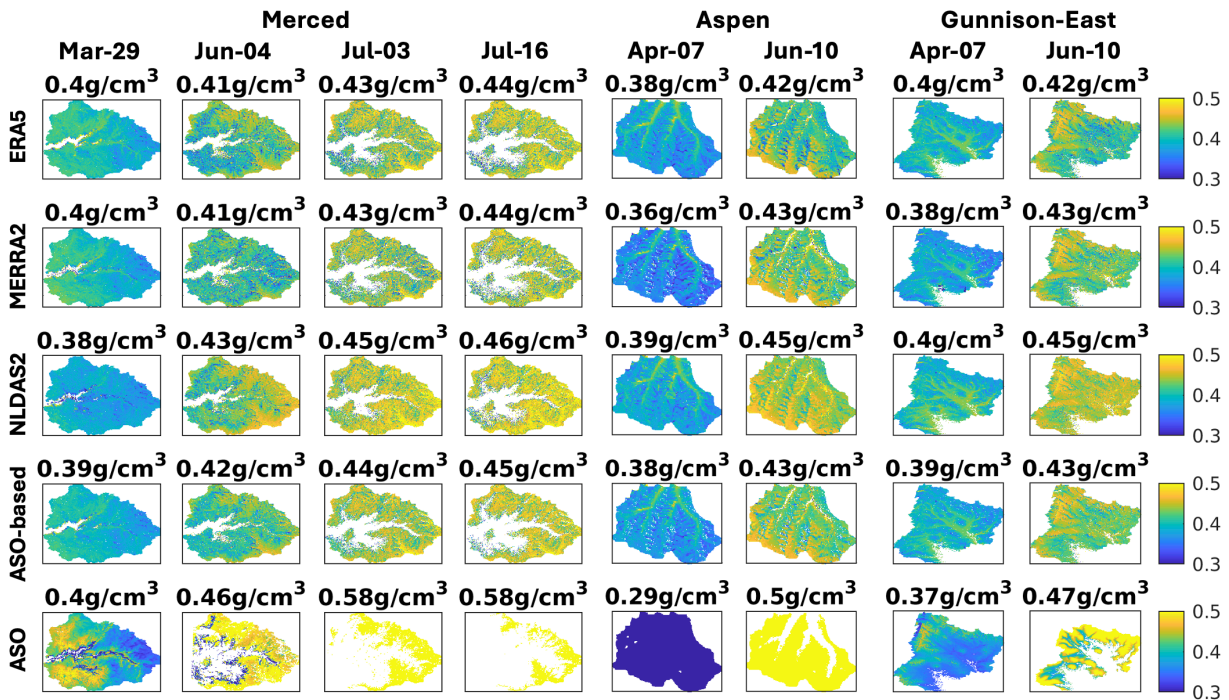 Merced Aspen Gunnison-East
Mar-29 Jun-04 Jul-03 Jul-16 Apr-07 Jun-10 Apr-07 Jun-10
0.4g/cm³ 0.41g/cm³ 0.43g/cm³ 0.44g/cm³ 0.38g/cm³ 0.42g/cm³ 0.4g/cm³ 0.42g/cm³
ERA5
0.5
0.4
0.3
0.4g/cm³ 0.41g/cm³ 0.43g/cm³ 0.44g/cm³ 0.36g/cm³ 0.43g/cm³ 0.38g/cm³ 0.43g/cm³
MERRA2
0.5
0.4
0.3
0.38g/cm³ 0.43g/cm³ 0.45g/cm³ 0.46g/cm³ 0.39g/cm³ 0.45g/cm³ 0.4g/cm³ 0.45g/cm³
NLDAS2
0.5
0.4
0.3
0.39g/cm³ 0.42g/cm³ 0.44g/cm³ 0.45g/cm³ 0.38g/cm³ 0.43g/cm³ 0.39g/cm³ 0.43g/cm³
ASO-based
0.5
0.4
0.3
0.4g/cm³ 0.46g/cm³ 0.58g/cm³ 0.58g/cm³ 0.29g/cm³ 0.5g/cm³ 0.37g/cm³ 0.47g/cm³
ASO
0.5
0.4
0.3